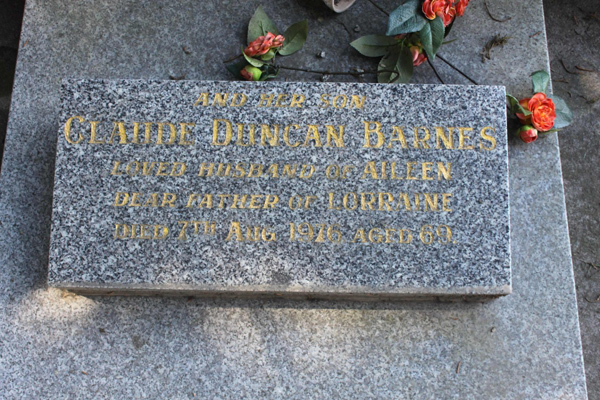 AND HER SON
CLAUDE DUNCAN BARNES
LOVED HUSBAND OF AILEEN
DEAR FATHER OF LORRAINE
DIED 7TH AUG 1976 AGED 69